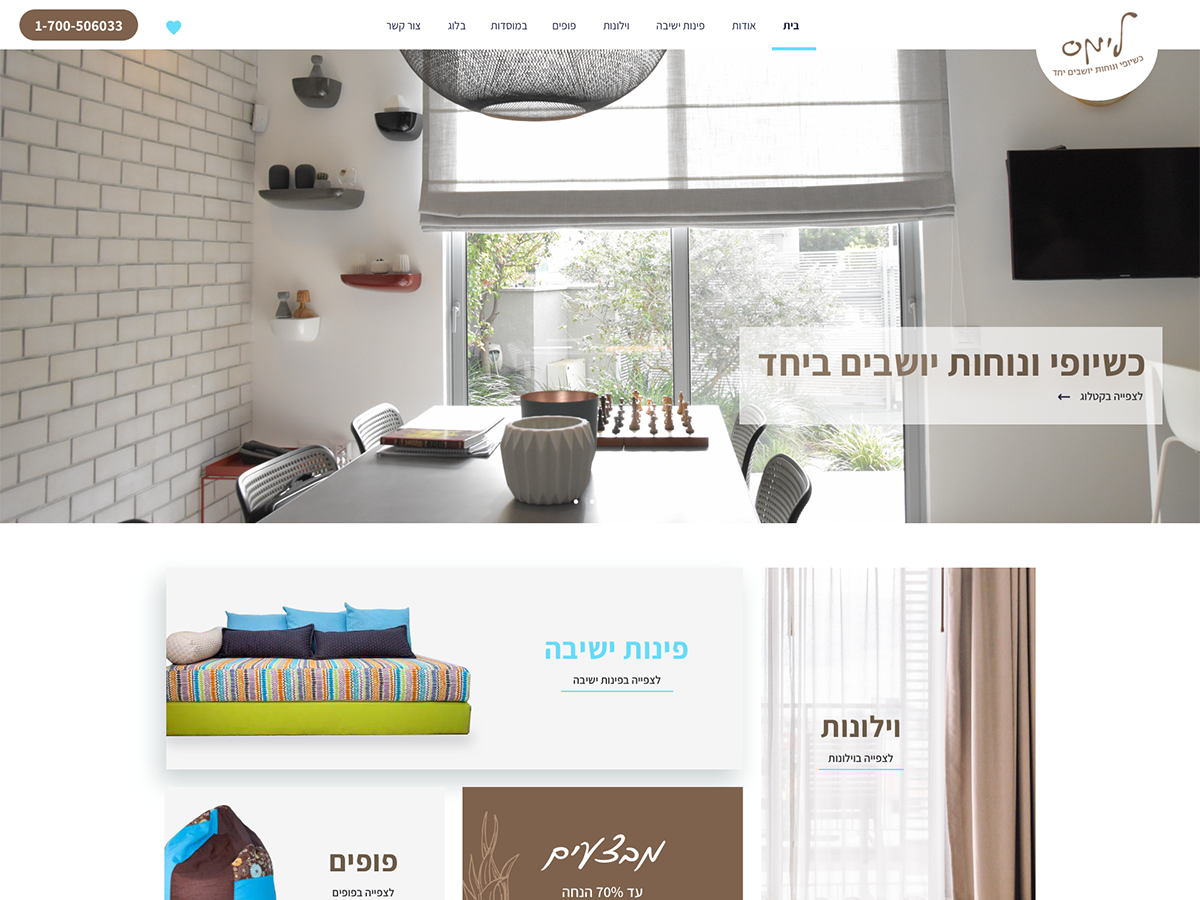 לימס
כשיופי ונוחות יושבים יחד
בית
אודות
פינות ישיבה
וילונות
פופים
במוסדות
בלוג
צור קשר
1-700-506033
כשיופי ונוחות יושבים ביחד
לצפייה בקטלוג ←
וילונות
לצפייה בוילונות
פינות ישיבה
לצפייה בפינות ישיבה
מבצעים
עד 70% הנחה
פופים
לצפייה בפופים